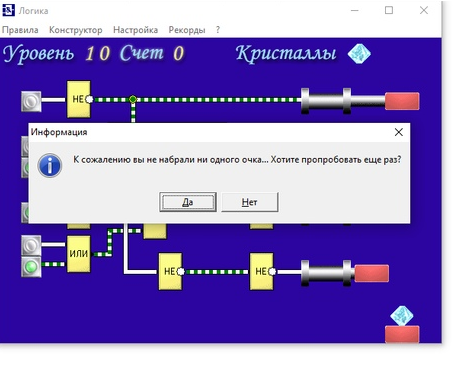 Логика
Правила Конструктор Настройка Рекорды ?
Уровень 10 Счет 0 Кристаллы
НЕ
Информация
К сожалению вы не набрали ни одного очка... Хотите пропробовать еще раз?
Да Нет
ИЛИ
НЕ НЕ